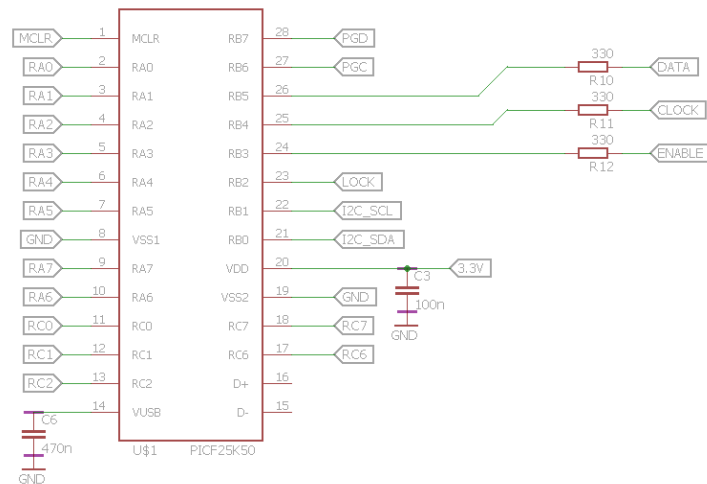 MCLR 1 MCLR RB7 28 PGD
RA0 2 RA0 RB6 27 PGC
RA1 3 RA1 RB5 26
RA2 4 RA2 RB4 25
RA3 5 RA3 RB3 24
RA4 6 RA4 RB2 23 LOCK
RA5 7 RA5 RB1 22 I2C_SCL
GND 8 VSS1 RB0 21 I2C_SDA
RA7 9 RA7 VDD 20 3.3V
RA6 10 RA6 VSS2 19 GND
RC0 11 RC0 RC7 18 RC7
RC1 12 RC1 RC6 17 RC6
RC2 13 RC2 D+ 16
14 VUSB D- 15
U$1 PICF25K50
330
R10
DATA
330
R11
CLOCK
330
R12
ENABLE
C3
100n
GND
C6
470n
GND